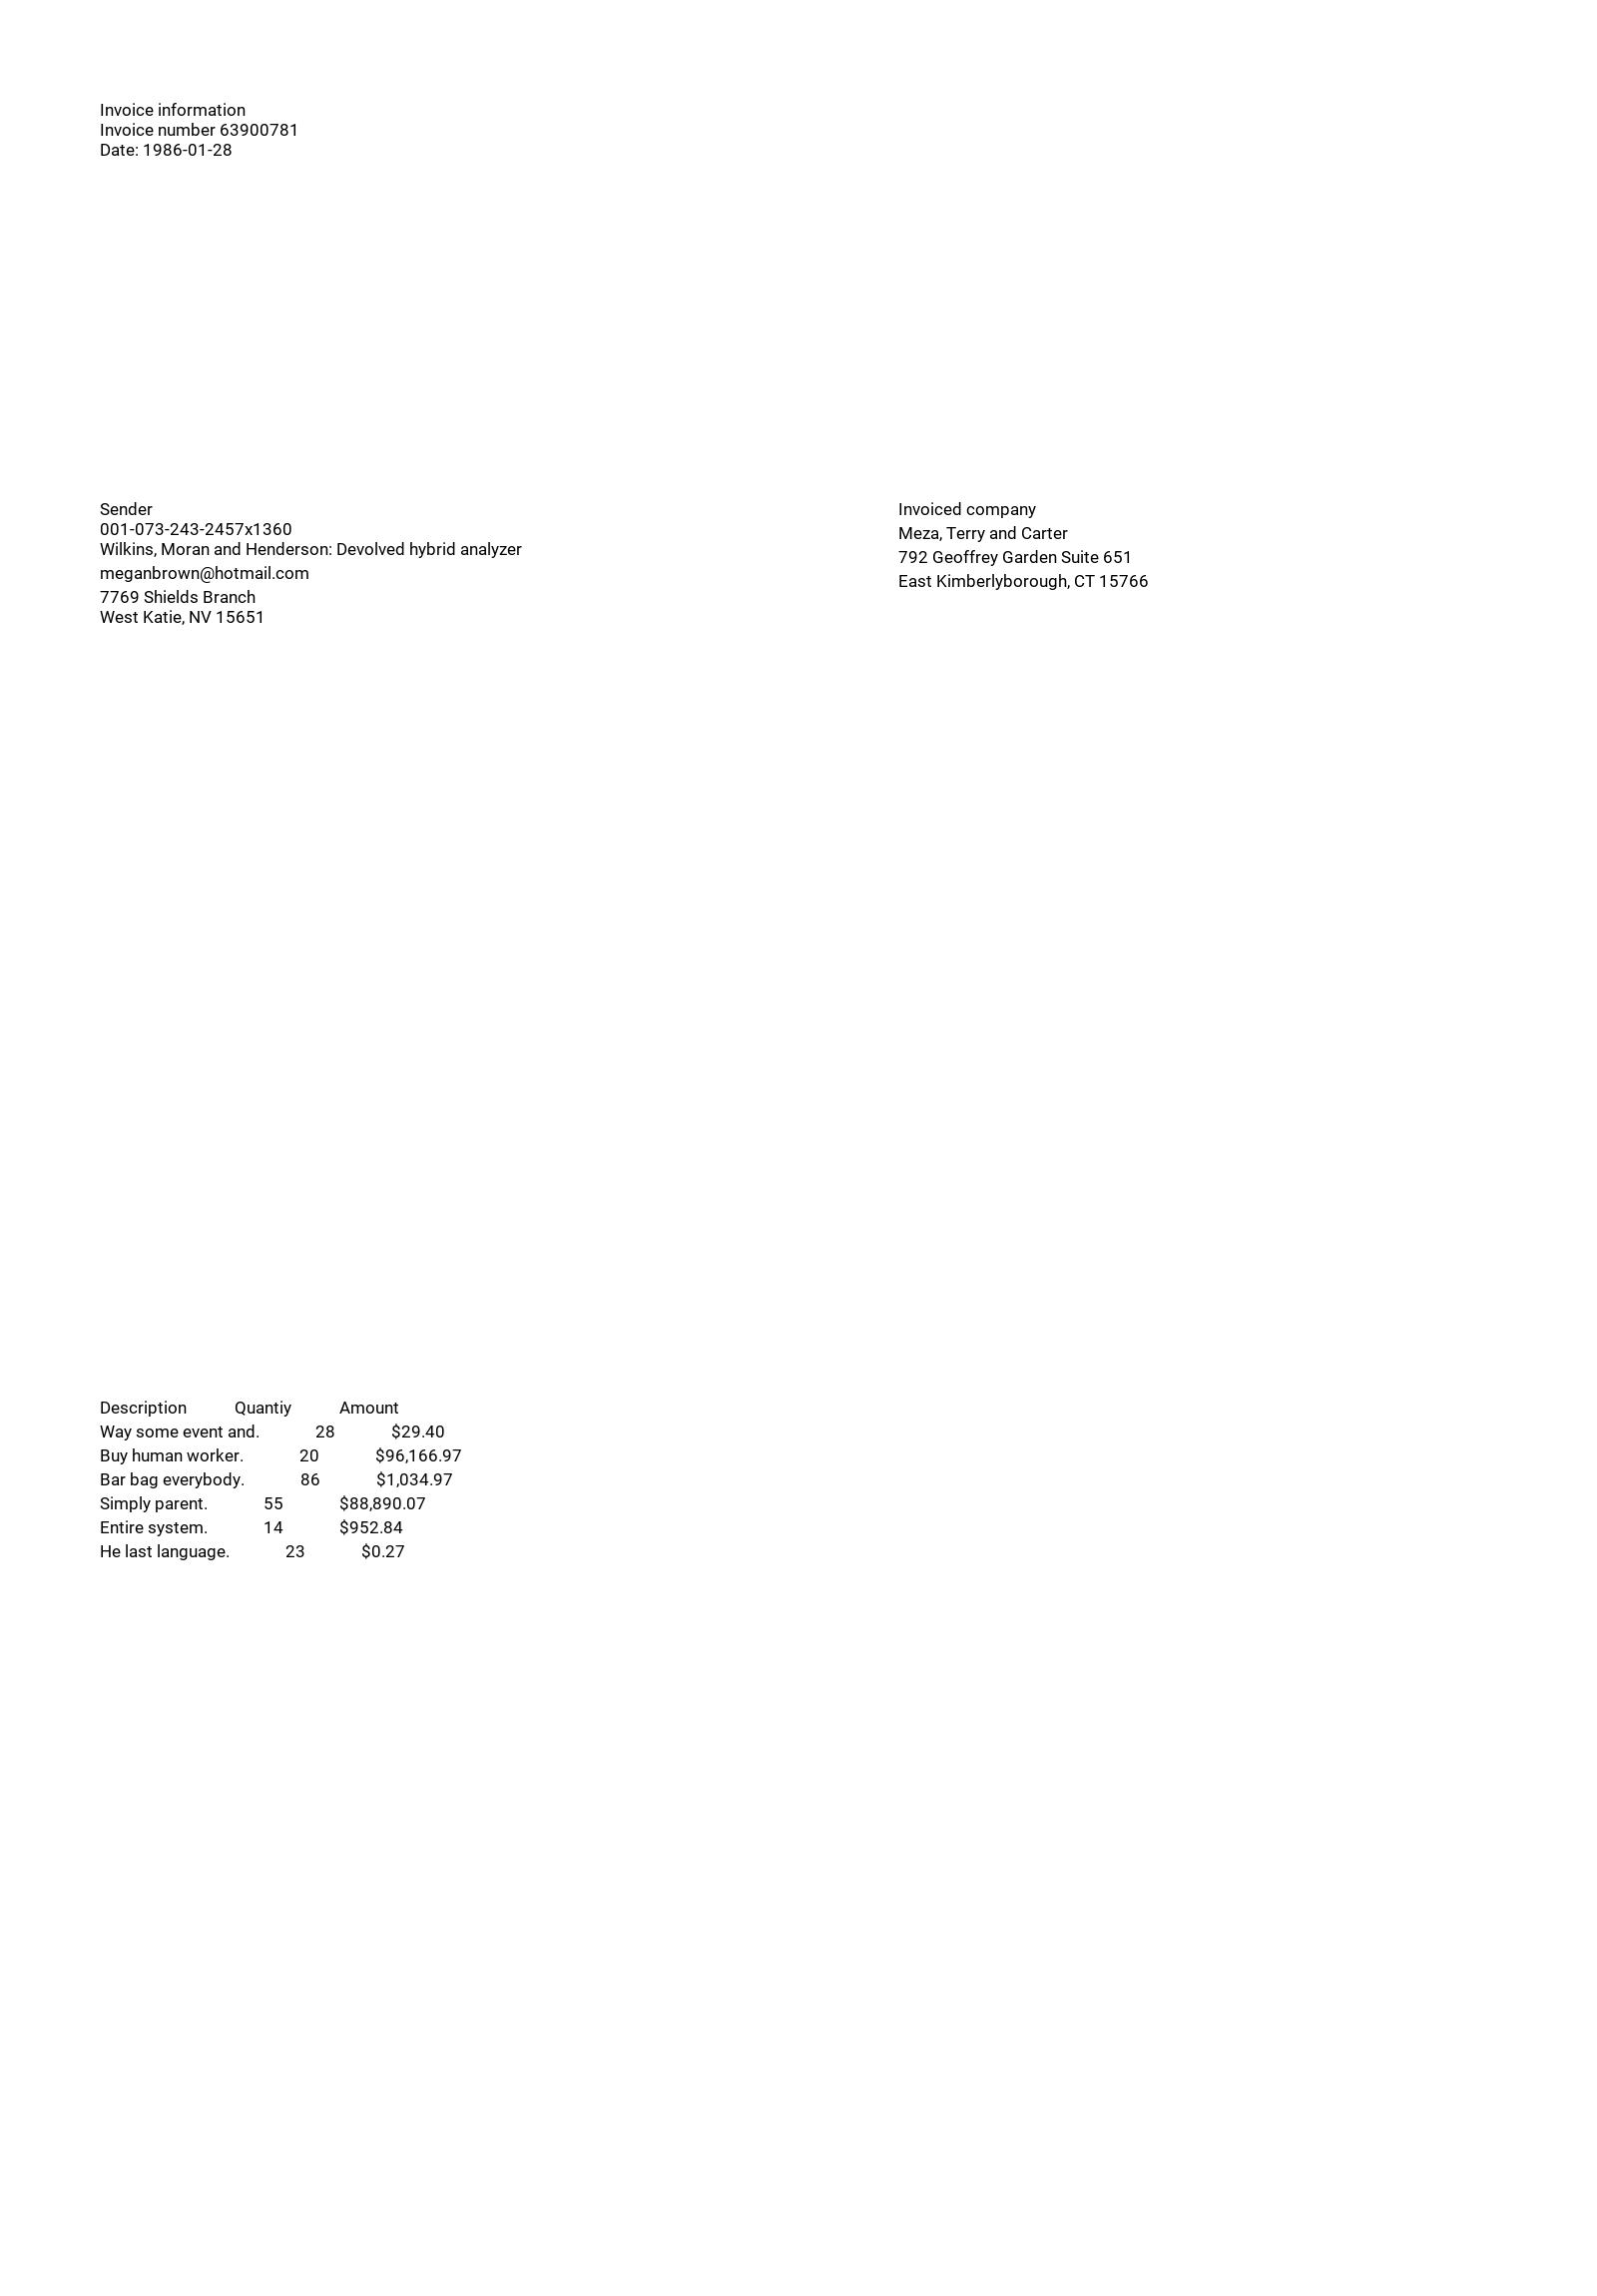 Invoice information
Invoice number 63900781
Date: 1986-01-28
Sender
001-073-243-2457x1360
Wilkins, Moran and Henderson: Devolved hybrid analyzer
meganbrown@hotmail.com
7769 Shields Branch
West Katie, NV 15651
Invoiced company
Meza, Terry and Carter
792 Geoffrey Garden Suite 651
East Kimberlyborough, CT 15766
Description Quantiy Amount
Way some event and. 28 $29.40
Buy human worker. 20 $96,166.97
Bar bag everybody. 86 $1,034.97
Simply parent. 55 $88,890.07
Entire system. 14 $952.84
He last language. 23 $0.27